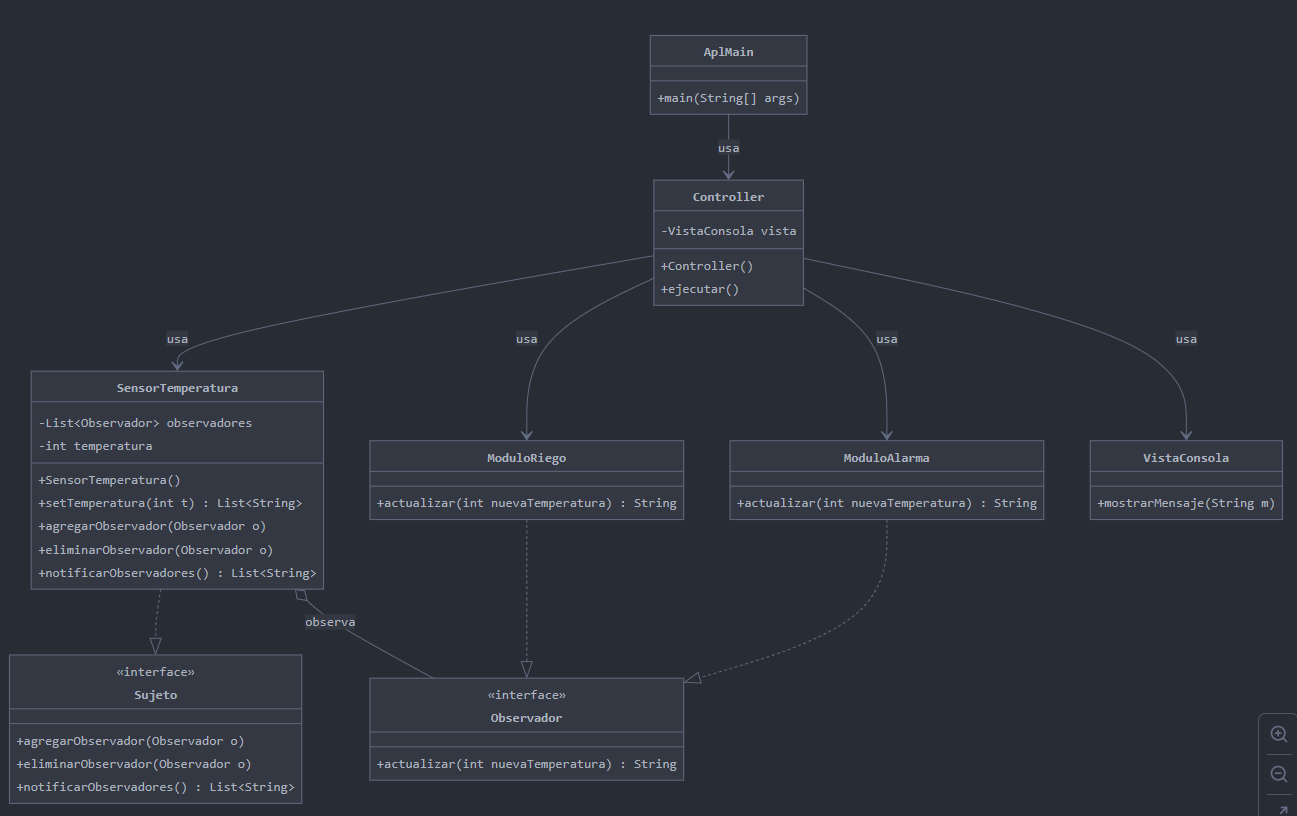 AplMain
+main(String[] args)
usa
Controller
-VistaConsola vista
+Controller()
+ejecutar()
usa
usa
usa
usa
SensorTemperatura
-List<Observador> observadores
-int temperatura
+SensorTemperatura()
+setTemperatura(int t) : List<String>
+agregarObservador(Observador o)
+eliminarObservador(Observador o)
+notificarObservadores() : List<String>
ModuloRiego
+actualizar(int nuevaTemperatura) : String
ModuloAlarma
+actualizar(int nuevaTemperatura) : String
VistaConsola
+mostrarMensaje(String m)
observa
«interface»
Sujeto
+agregarObservador(Observador o)
+eliminarObservador(Observador o)
+notificarObservadores() : List<String>
«interface»
Observador
+actualizar(int nuevaTemperatura) : String